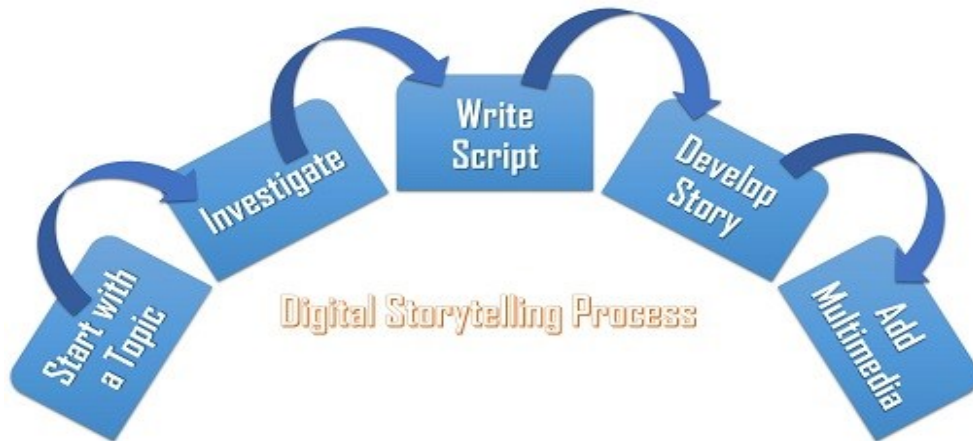 Start with
a Topic
Investigate
Write
Script
Develop
Story
Add
Multimedia
Digital Storytelling Process